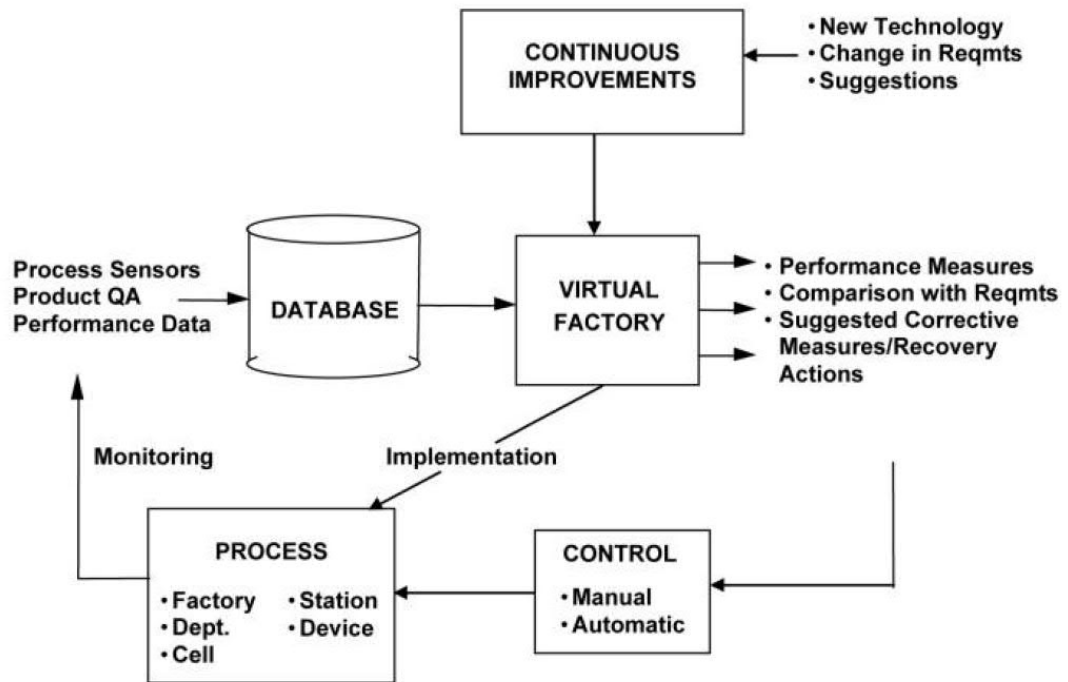 CONTINUOUS
IMPROVEMENTS
• New Technology
• Change in Reqmts
• Suggestions
Process Sensors
Product QA
Performance Data
DATABASE
VIRTUAL
FACTORY
• Performance Measures
• Comparison with Reqmts
• Suggested Corrective
Measures/Recovery
Actions
Monitoring
Implementation
PROCESS
• Factory
• Dept.
• Cell
• Station
• Device
CONTROL
• Manual
• Automatic